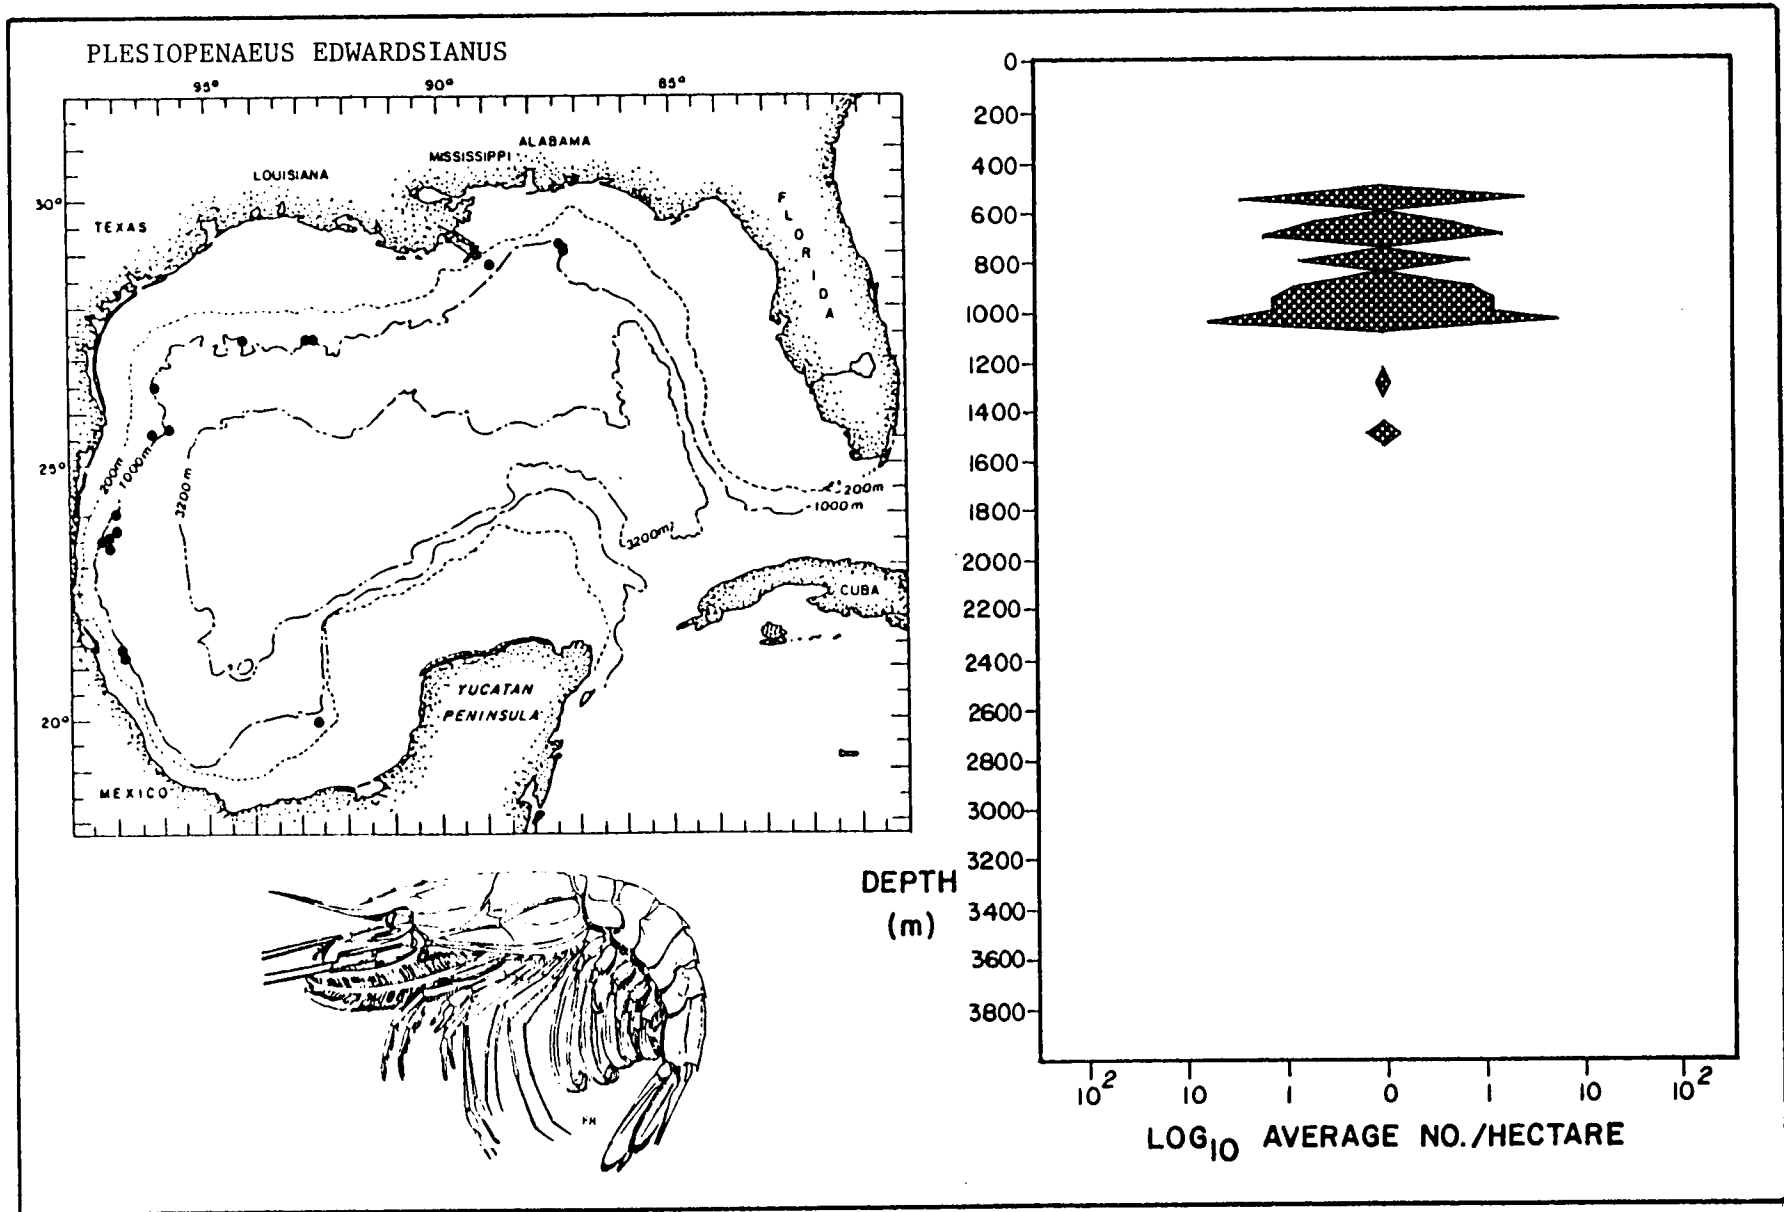 PLESIOPENAEUS EDWARDSIANUS
95° 90° 85°
ALABAMA
MISSISSIPPI
LOUISIANA
TEXAS
FLORIDA
30°
25°
20°
200m
1000m
3200m
200m
1000m
3200m
CUBA
YUCATAN
PENINSULA
MEXICO
FH
DEPTH
(m)
0
200
400
600
800
1000
1200
1400
1600
1800
2000
2200
2400
2600
2800
3000
3200
3400
3600
3800
10² 10 1 0 1 10 10²
LOG₁₀ AVERAGE NO./HECTARE